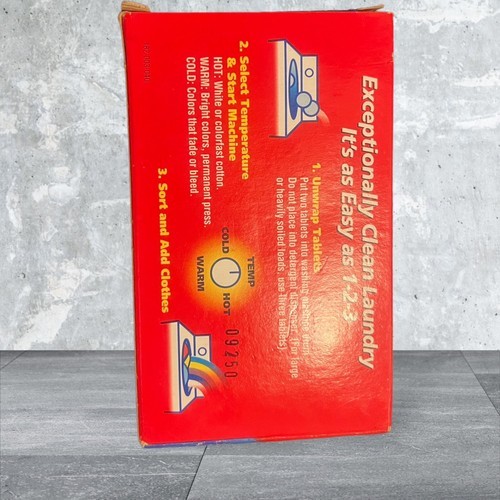 Exceptionally Clean Laundry
It's as Easy as 1-2-3
1. Unwrap Tablets
Put two tablets into washing machine
Do not place into detergent dispenser. (For large
or heavily soiled loads, use three tablets).
2. Select Temperature
& Start Machine
HOT: White or colorfast cotton.
WARM: Bright colors, permanent press.
COLD: Colors that fade or bleed.
TEMP
COLD
HOT
WARM
09250
3. Sort and Add Clothes